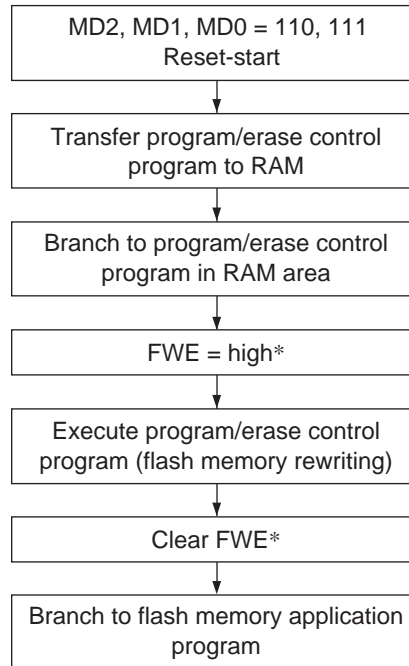 MD2, MD1, MD0 = 110, 111
Reset-start
Transfer program/erase control
program to RAM
Branch to program/erase control
program in RAM area
FWE = high*
Execute program/erase control
program (flash memory rewriting)
Clear FWE*
Branch to flash memory application
program